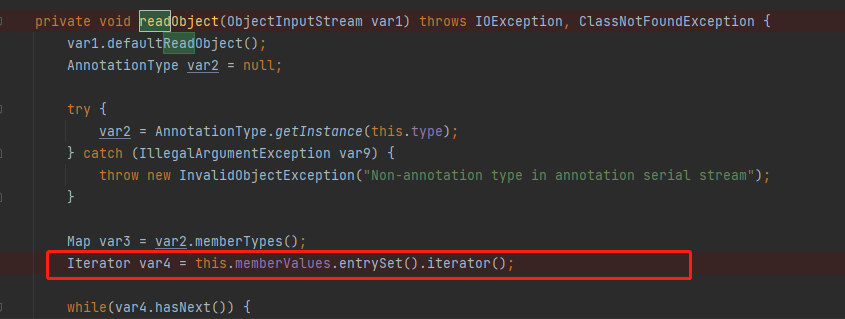 private void readObject(ObjectInputStream var1) throws IOException, ClassNotFoundException {
var1.defaultReadObject();
AnnotationType var2 = null;
try {
var2 = AnnotationType.getInstance(this.type);
} catch (IllegalArgumentException var9) {
throw new InvalidObjectException("Non-annotation type in annotation serial stream");
}
Map var3 = var2.memberTypes();
Iterator var4 = this.memberValues.entrySet().iterator();
while(var4.hasNext()) {